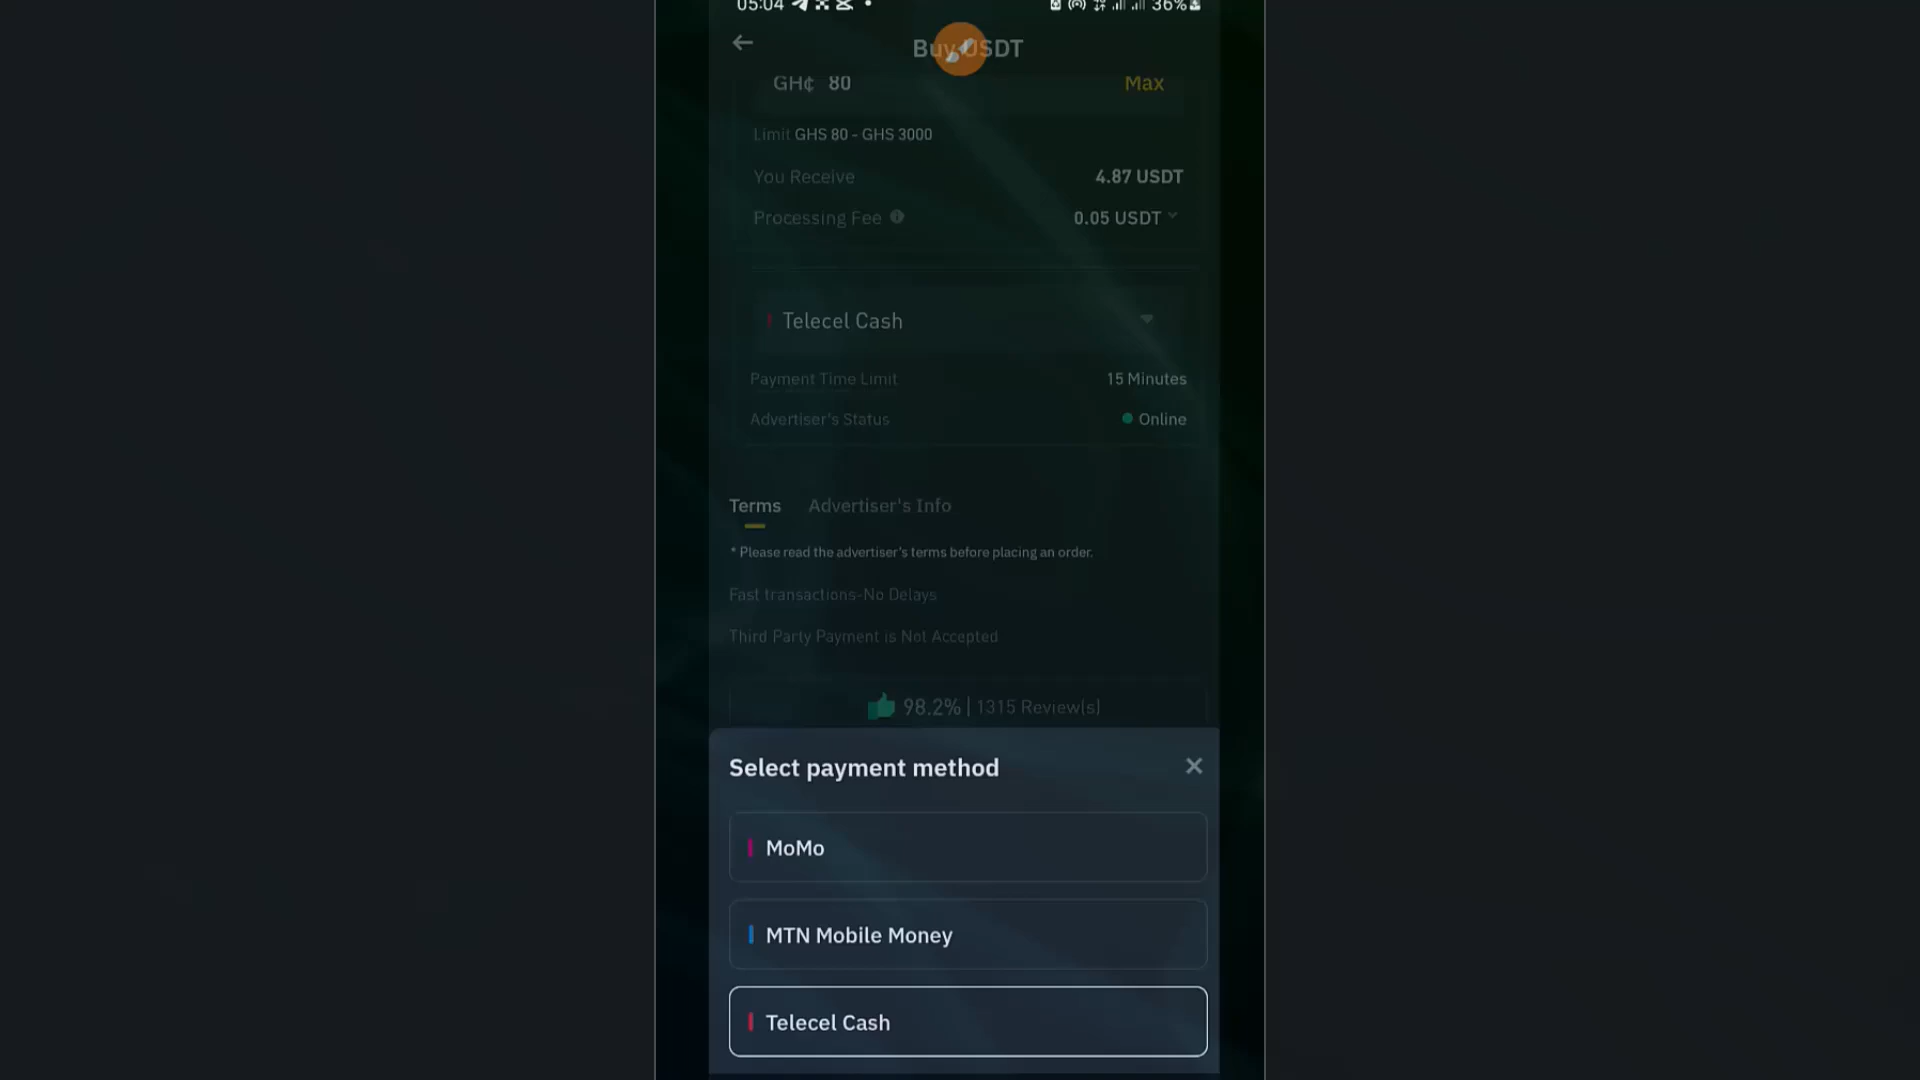 05:04 36%
Buy USDT
GH₵ 80 Max
Limit GHS 80 - GHS 3000
You Receive 4.87 USDT
Processing Fee 0.05 USDT
Telecel Cash
Payment Time Limit 15 Minutes
Advertiser's Status Online
Terms Advertiser's Info
* Please read the advertiser's terms before placing an order.
Fast transactions-No Delays
Third Party Payment is Not Accepted
98.2% | 1315 Review(s)
Select payment method
MoMo
MTN Mobile Money
Telecel Cash